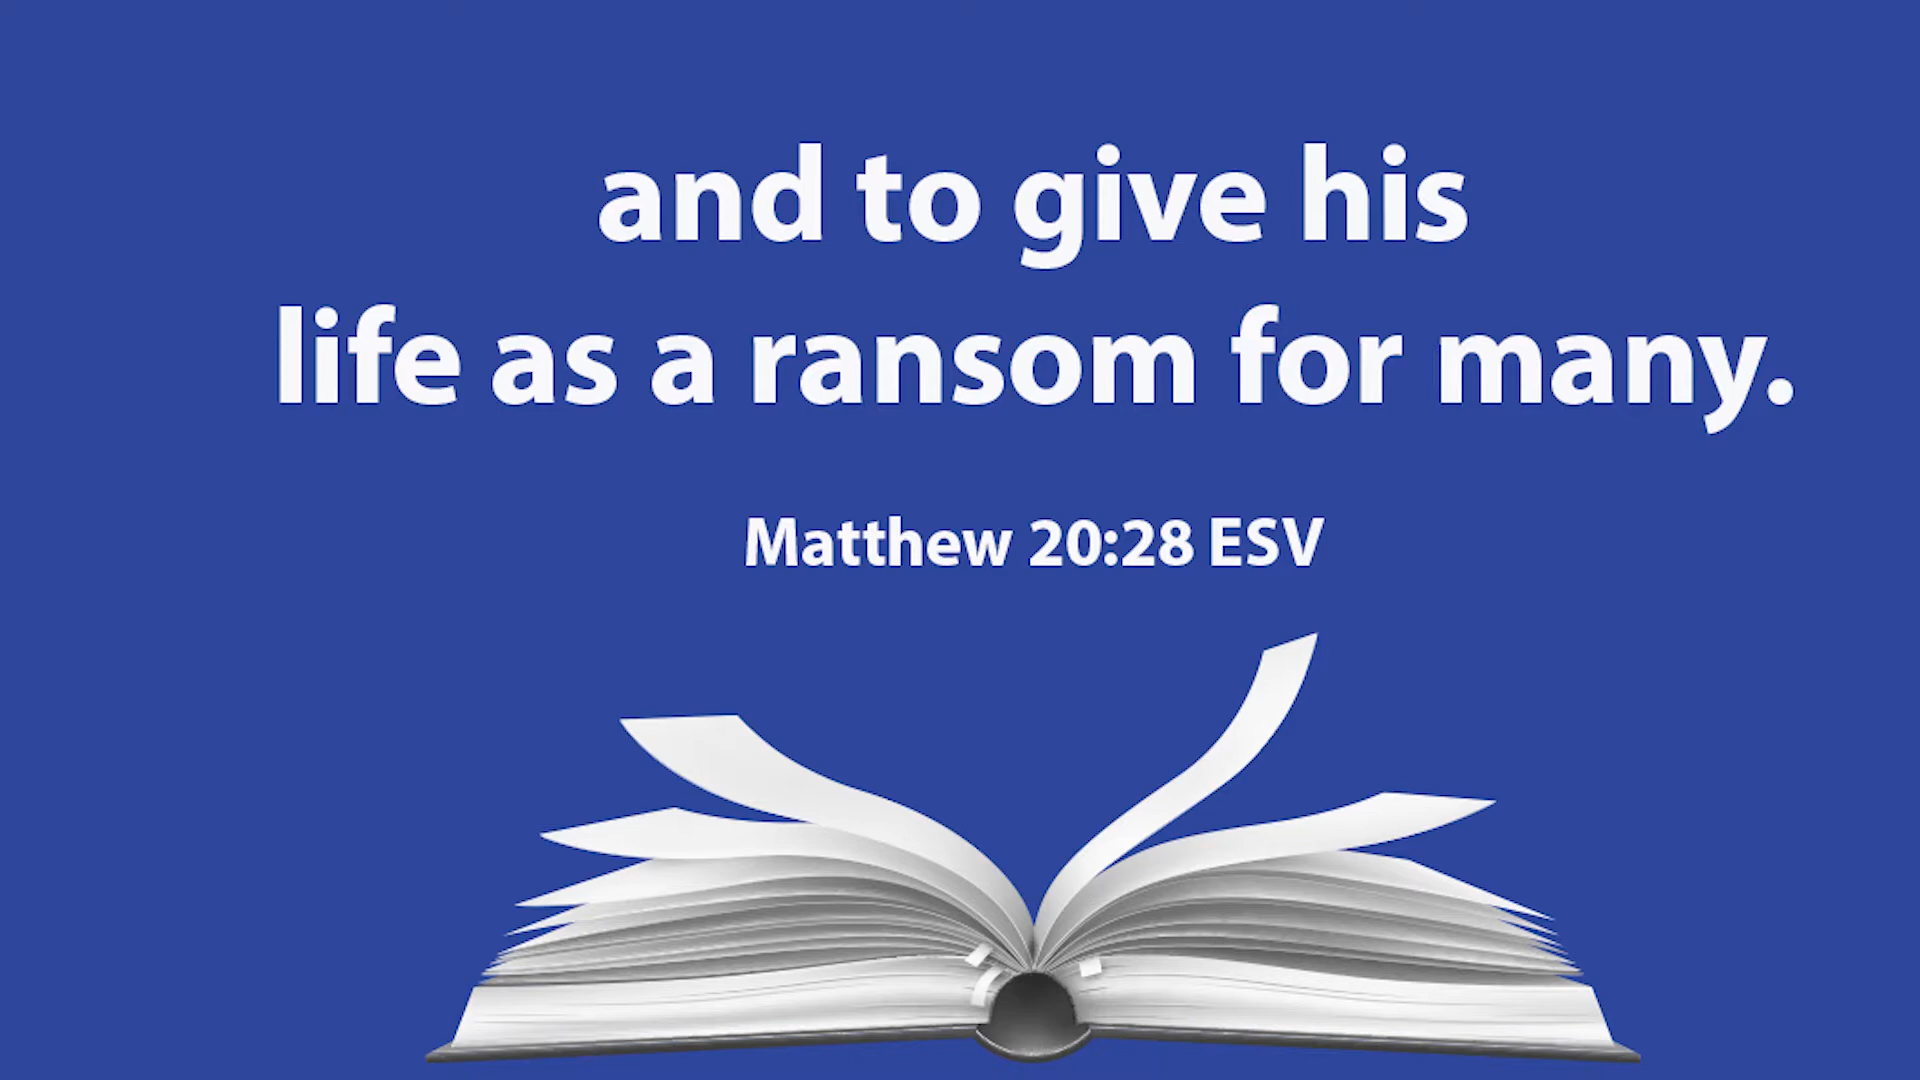 and to give his
life as a ransom for many.
Matthew 20:28 ESV